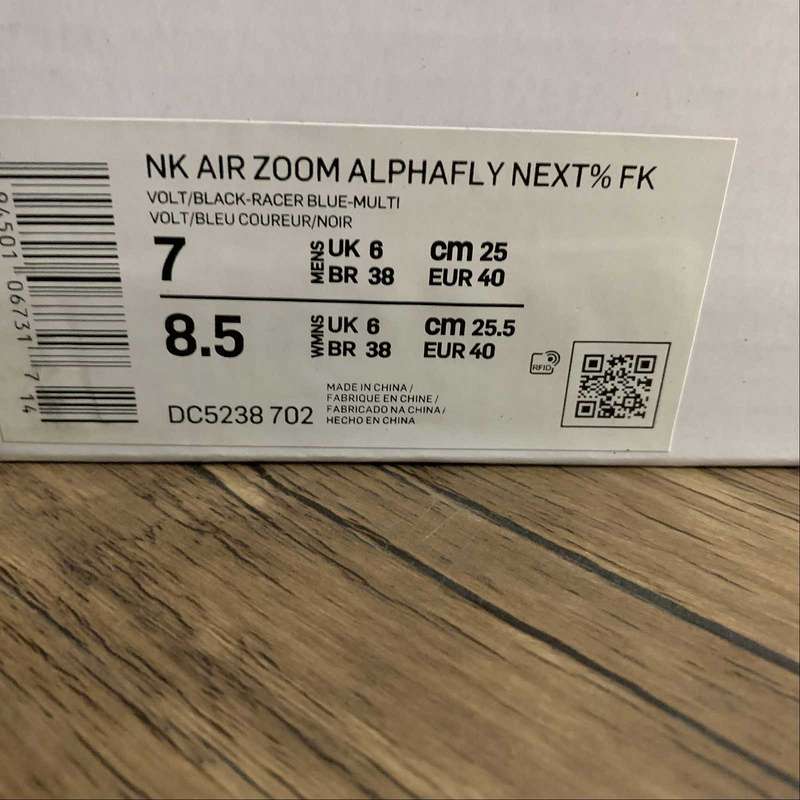 NK AIR ZOOM ALPHAFLY NEXT% FK
VOLT/BLACK-RACER BLUE-MULTI
VOLT/BLEU COUREUR/NOIR
7 MENS UK 6 cm 25
BR 38 EUR 40
8.5 WMNS UK 6 cm 25.5
BR 38 EUR 40
RFID
MADE IN CHINA /
FABRIQUE EN CHINE /
FABRICADO NA CHINA /
HECHO EN CHINA
DC5238 702
06731 7 14